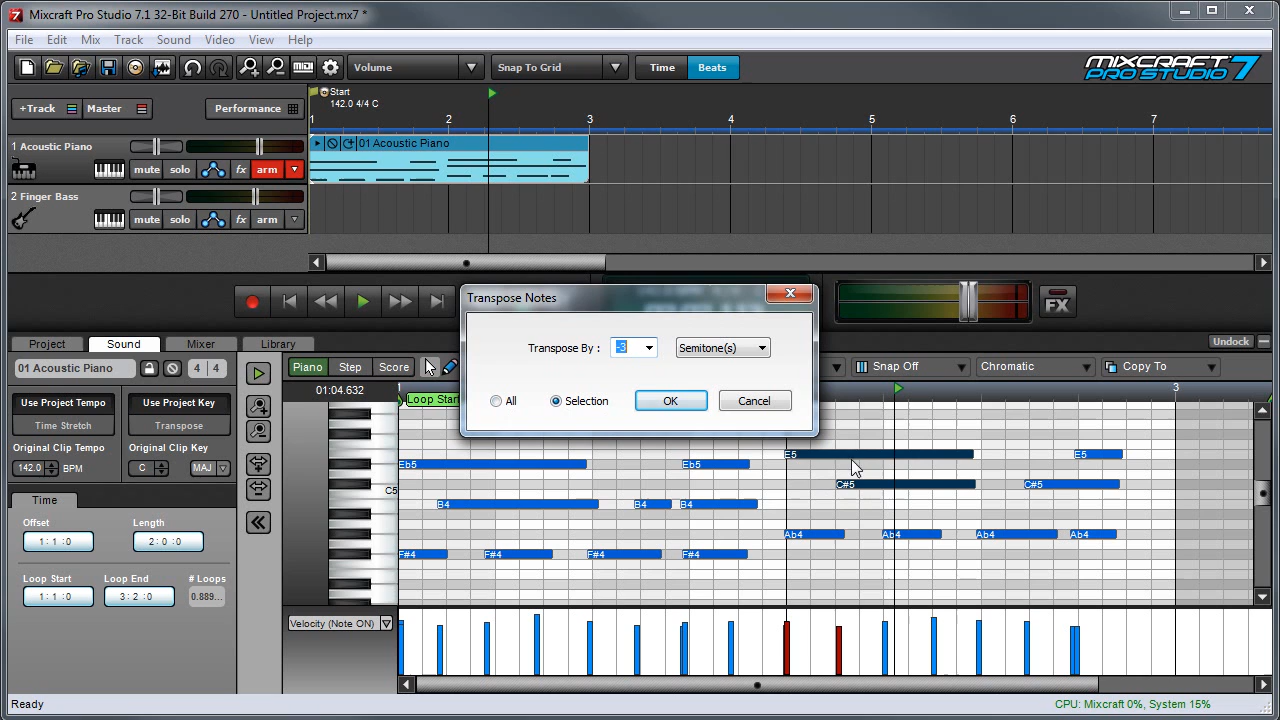 Mixcraft Pro Studio 7.1 32-Bit Build 270 - Untitled Project.mx7 *
File Edit Mix Track Sound Video View Help
Volume Snap To Grid Time Beats MIXCRAFT PRO STUDIO 7
Start
142.0 4/4 C
+Track Master Performance
1 2 3 4 5 6 7
1 Acoustic Piano
01 Acoustic Piano
mute solo fx arm
2 Finger Bass
mute solo fx arm
FX
Transpose Notes
Transpose By : -3 Semitone(s)
All Selection OK Cancel
Project Sound Mixer Library Undock
01 Acoustic Piano 4 4
Piano Step Score Snap Off Chromatic Copy To
01:04.632 1 3
Loop Start
Use Project Tempo Use Project Key
Time Stretch Transpose
Original Clip Tempo Original Clip Key
142.0 BPM C MAJ
E5 E5
Eb5 Eb5
C5 C#5 C#5
B4 B4 B4
Ab4 Ab4 Ab4 Ab4
F#4 F#4 F#4 F#4
Time
Offset Length
1: 1 :0 2: 0 :0
Loop Start Loop End # Loops
1: 1 :0 3: 2 :0 0.889...
Velocity (Note ON)
Ready
CPU: Mixcraft 0%, System 15%